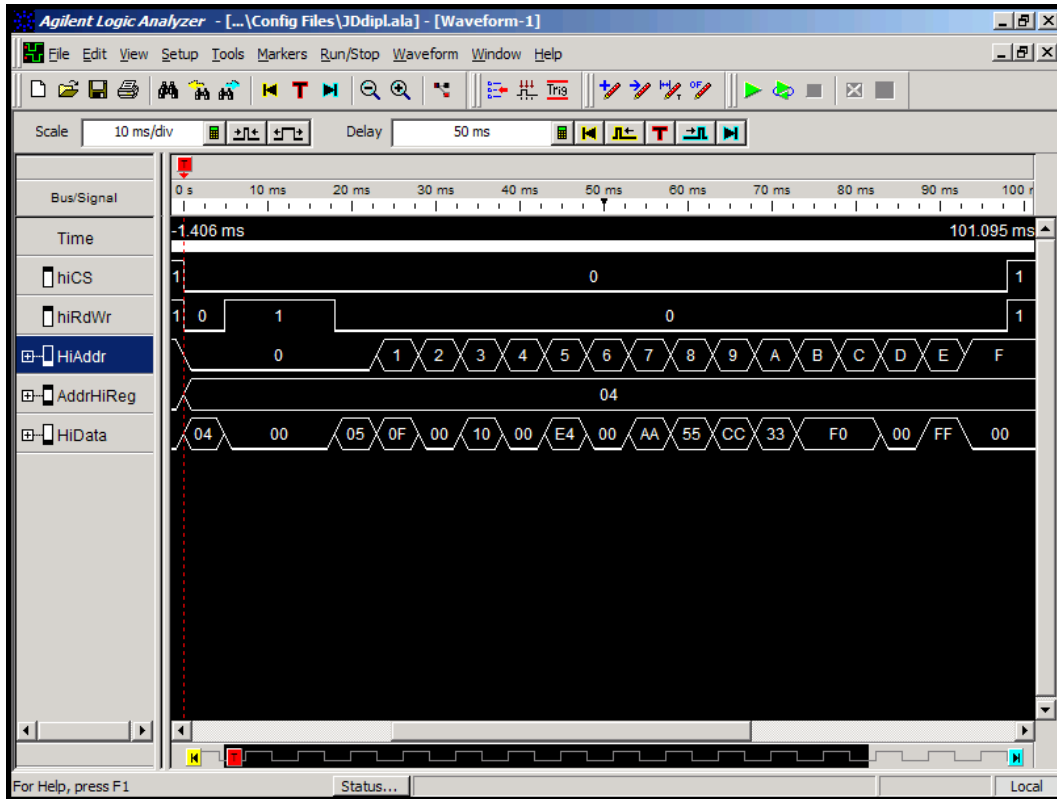 Agilent Logic Analyzer - [...\Config Files\JDdipl.ala] - [Waveform-1]
File Edit View Setup Tools Markers Run/Stop Waveform Window Help
T Trig
Scale 10 ms/div Delay 50 ms T
T
Bus/Signal 0 s 10 ms 20 ms 30 ms 40 ms 50 ms 60 ms 70 ms 80 ms 90 ms 100
Time -1.406 ms 101.095 ms
hiCS 1 0 1
hiRdWr 1 0 1 0 1
HiAddr 0 1 2 3 4 5 6 7 8 9 A B C D E F
AddrHiReg 04
HiData 04 00 05 0F 00 10 00 E4 00 AA 55 CC 33 F0 00 FF 00
T
For Help, press F1 Status... Local